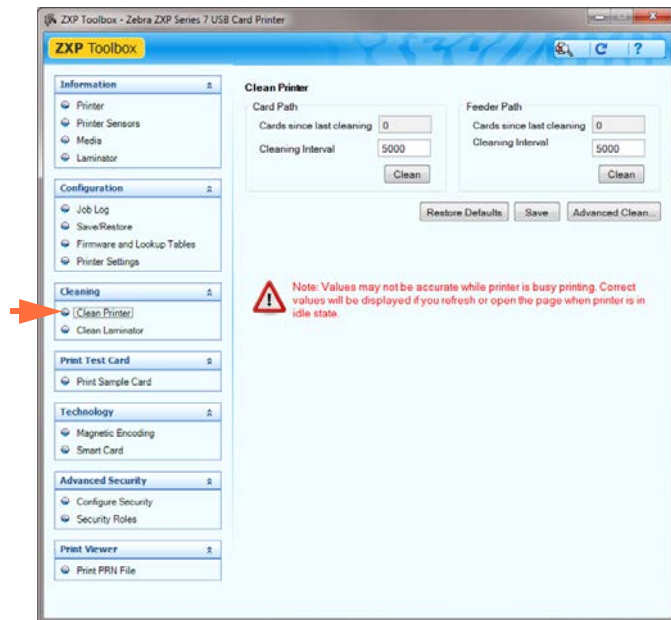 ZXP Toolbox - Zebra ZXP Series 7 USB Card Printer
ZXP Toolbox
?
Information
Printer
Printer Sensors
Media
Laminator
Configuration
Job Log
Save/Restore
Firmware and Lookup Tables
Printer Settings
Cleaning
Clean Printer
Clean Laminator
Print Test Card
Print Sample Card
Technology
Magnetic Encoding
Smart Card
Advanced Security
Configure Security
Security Roles
Print Viewer
Print PRN File
Clean Printer
Card Path
Cards since last cleaning 0
Cleaning Interval 5000
Clean
Feeder Path
Cards since last cleaning 0
Cleaning Interval 5000
Clean
Restore Defaults Save Advanced Clean...
Note: Values may not be accurate while printer is busy printing. Correct
values will be displayed if you refresh or open the page when printer is in
idle state.